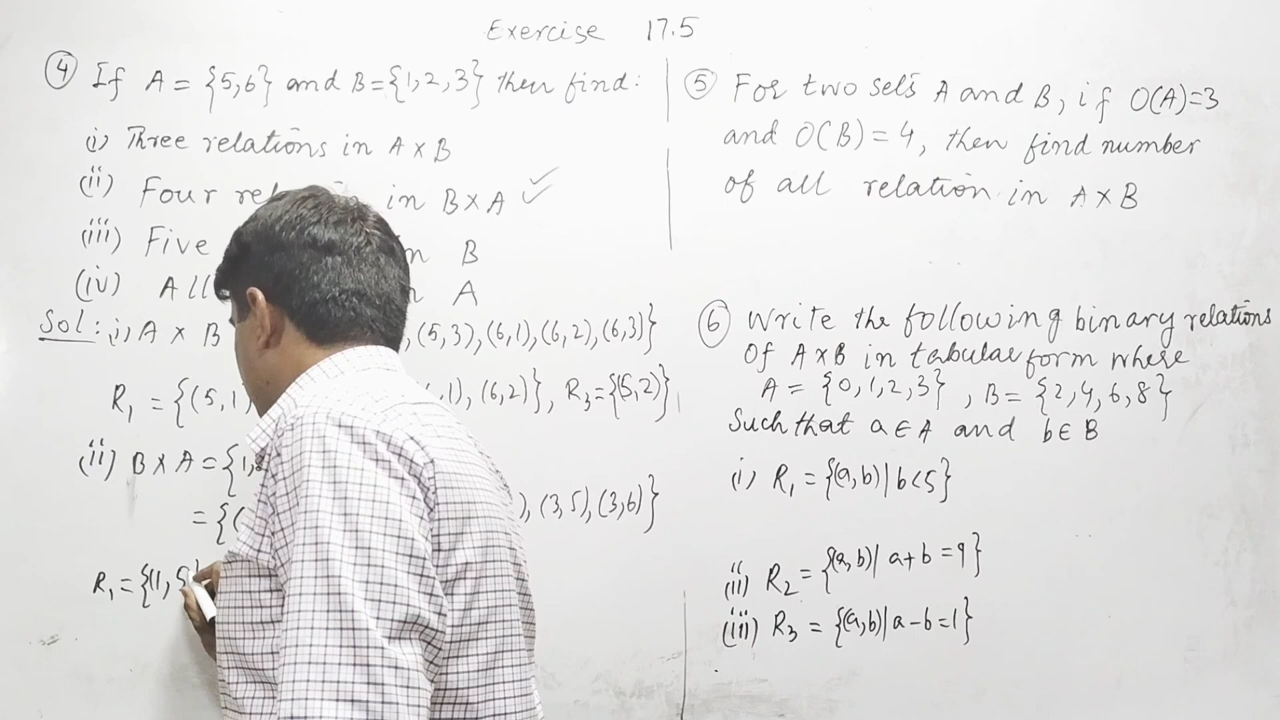 Exercise 17.5
④ If A = {5,6} and B={1,2,3} then find:
(i) Three relations in A×B
(ii) Four in B×A ✓
(iii) Five B
(iv) All A
Sol: i) A × B , (5,3), (6,1), (6,2), (6,3)}
R₁ = {(5,1 ,1), (6,2)}, R₃={(5,2)}
(ii) B×A = {1,
= {( ), (3,5), (3,6)}
R₁={(1,5
⑤ For two sets A and B, if O(A)=3
and O(B)=4, then find number
of all relation in A×B
⑥ Write the following binary relations
of A×B in tabular form where
A = {0,1,2,3}, B= {2,4,6,8}
Such that a∈A and b∈B
(i) R₁ = {(a,b)|b<5}
(ii) R₂ = {(a,b)| a+b=9}
(iii) R₃ = {(a,b)|a-b=1}